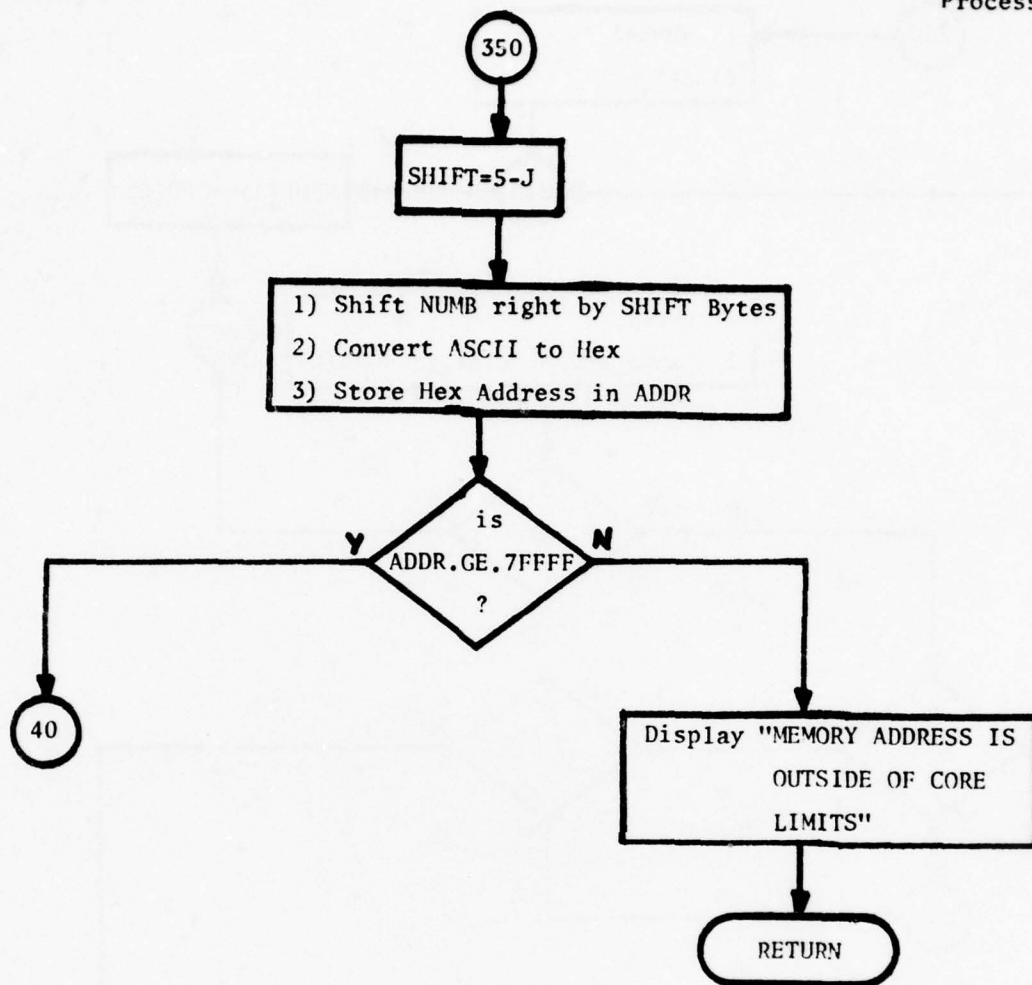 Process
350
SHIFT=5-J
1) Shift NUMB right by SHIFT Bytes
2) Convert ASCII to Hex
3) Store Hex Address in ADDR
is
Y
ADDR.GE.7FFFF
N
?
40
Display "MEMORY ADDRESS IS
OUTSIDE OF CORE
LIMITS"
RETURN